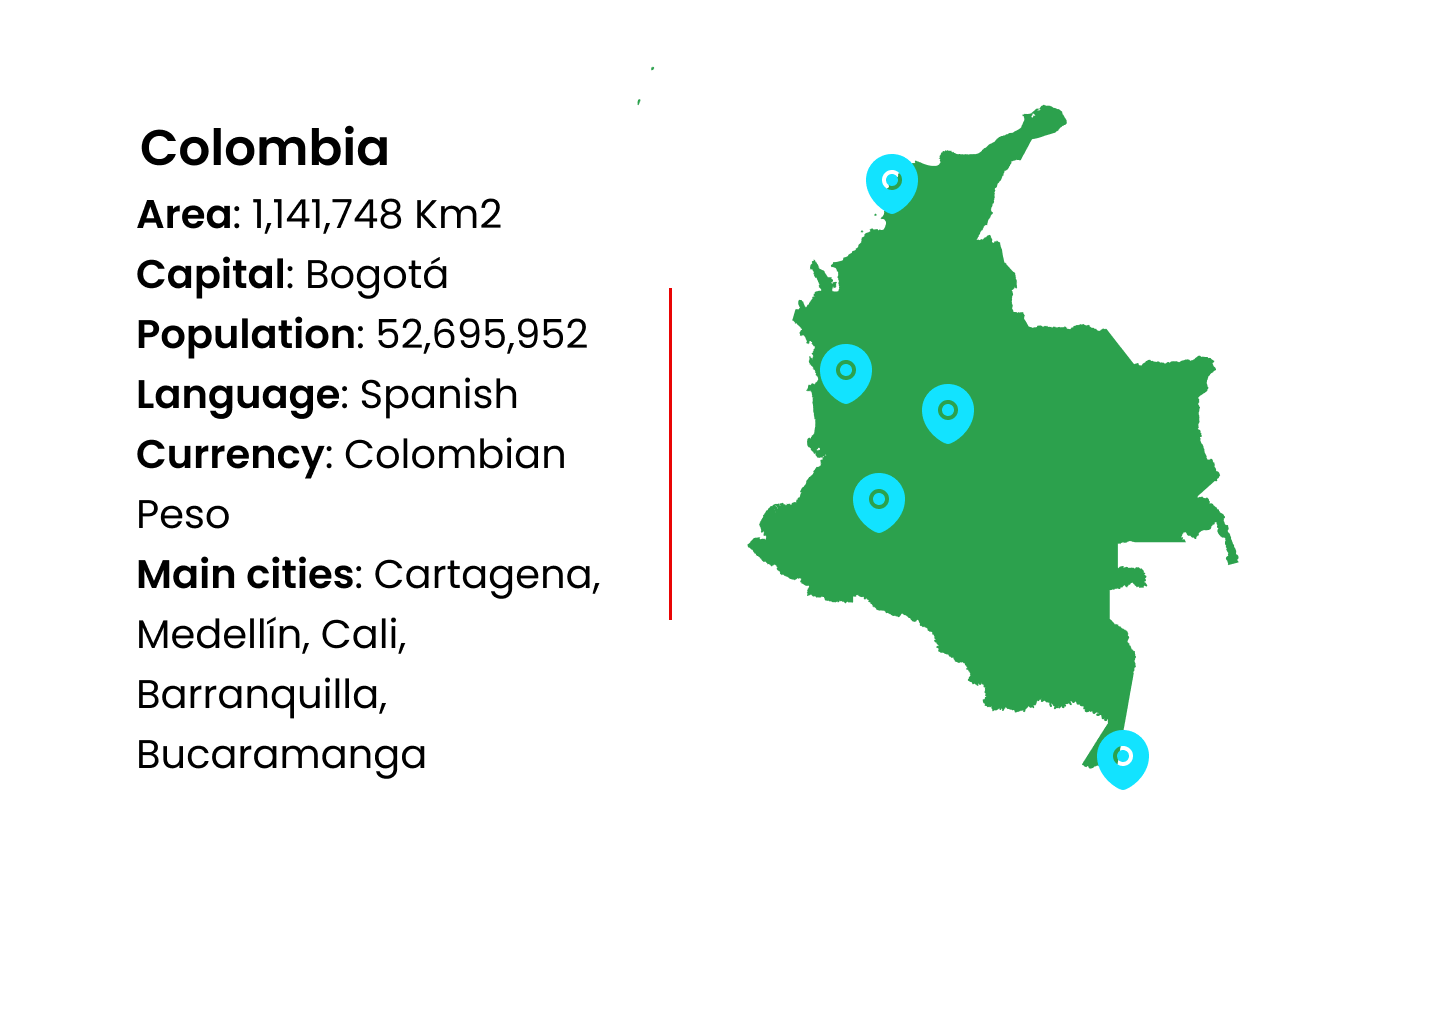 Colombia
Area: 1,141,748 Km2
Capital: Bogotá
Population: 52,695,952
Language: Spanish
Currency: Colombian
Peso
Main cities: Cartagena,
Medellín, Cali,
Barranquilla,
Bucaramanga